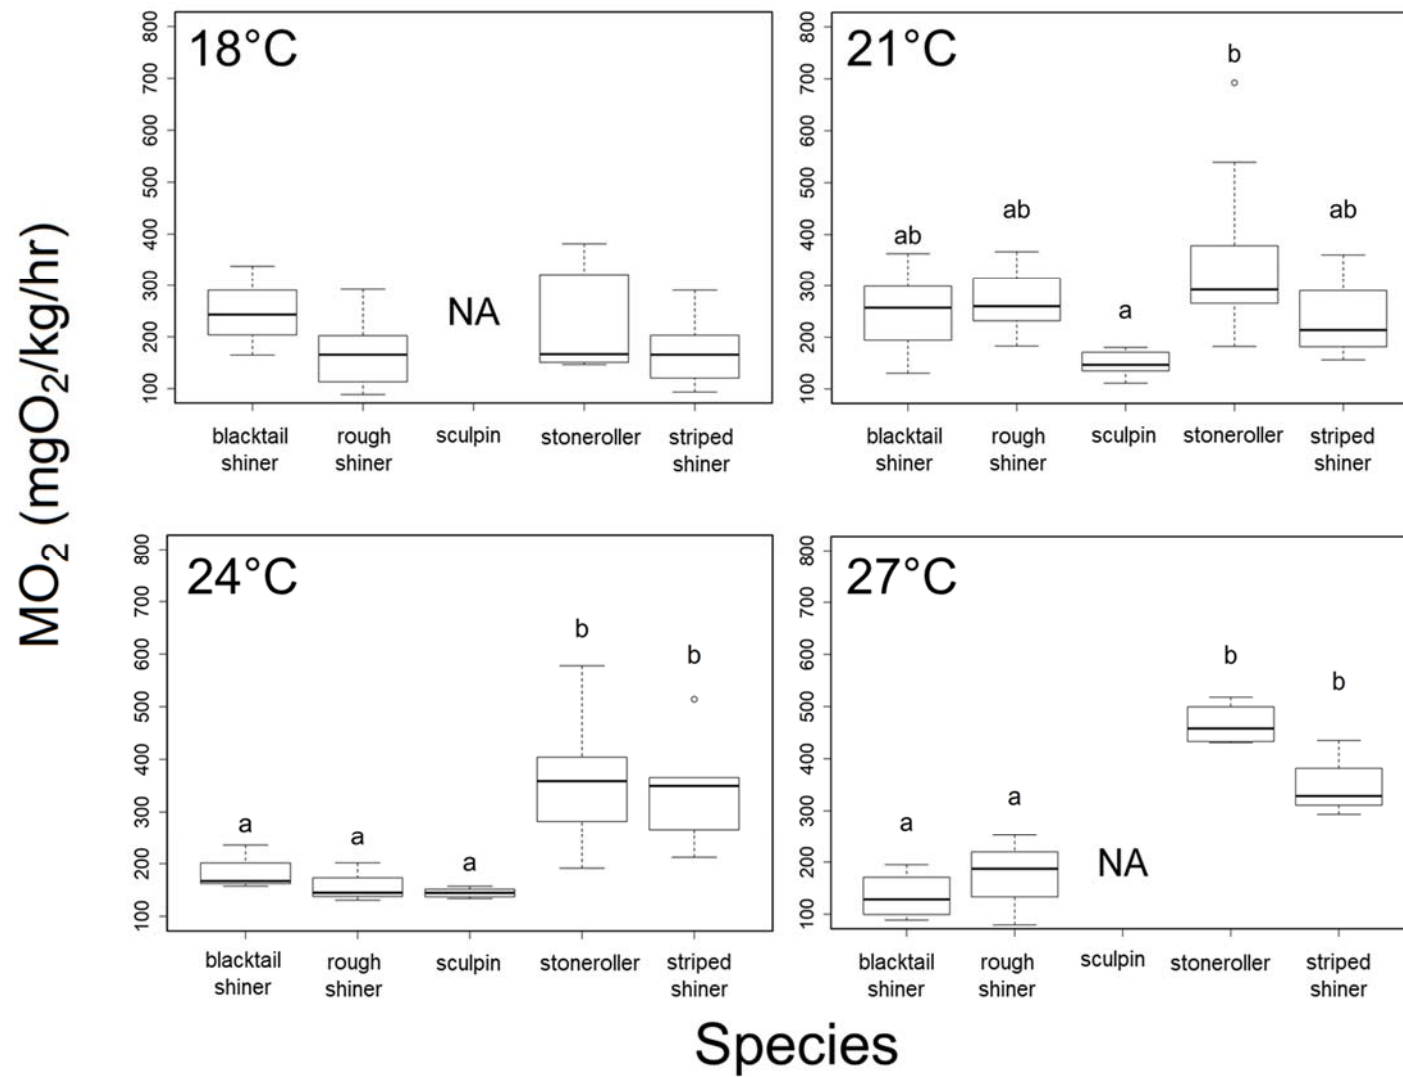 MO2 (mgO2/kg/hr)
18°C
800
700
600
500
400
300
200
100
NA
blacktail shiner
rough shiner
sculpin
stoneroller
striped shiner
21°C
800
700
600
500
400
300
200
100
ab
ab
a
b
ab
blacktail shiner
rough shiner
sculpin
stoneroller
striped shiner
24°C
800
700
600
500
400
300
200
100
a
a
a
b
b
blacktail shiner
rough shiner
sculpin
stoneroller
striped shiner
27°C
800
700
600
500
400
300
200
100
a
a
NA
b
b
blacktail shiner
rough shiner
sculpin
stoneroller
striped shiner
Species